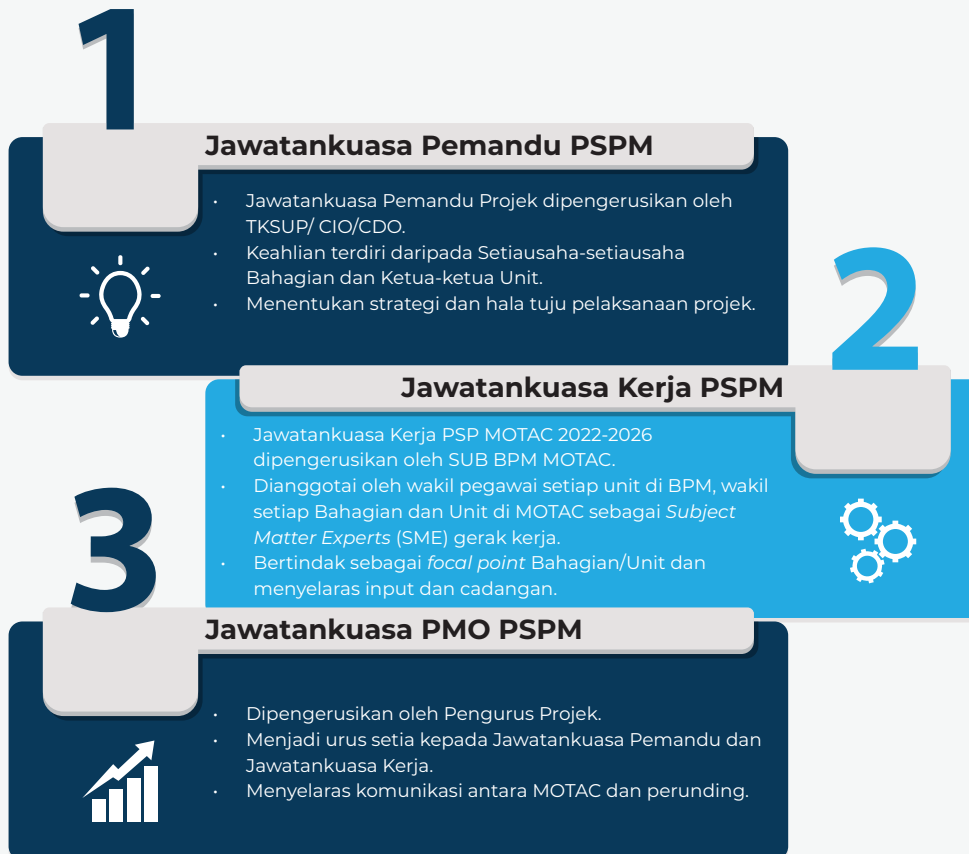 1
Jawatankuasa Pemandu PSPM
• Jawatankuasa Pemandu Projek dipengerusikan oleh
TKSUP/ CIO/CDO.
• Keahlian terdiri daripada Setiausaha-setiausaha
Bahagian dan Ketua-ketua Unit.
• Menentukan strategi dan hala tuju pelaksanaan projek.
2
Jawatankuasa Kerja PSPM
• Jawatankuasa Kerja PSP MOTAC 2022-2026
dipengerusikan oleh SUB BPM MOTAC.
• Dianggotai oleh wakil pegawai setiap unit di BPM, wakil
setiap Bahagian dan Unit di MOTAC sebagai Subject
Matter Experts (SME) gerak kerja.
• Bertindak sebagai focal point Bahagian/Unit dan
menyelaras input dan cadangan.
3
Jawatankuasa PMO PSPM
• Dipengerusikan oleh Pengurus Projek.
• Menjadi urus setia kepada Jawatankuasa Pemandu dan
Jawatankuasa Kerja.
• Menyelaras komunikasi antara MOTAC dan perunding.